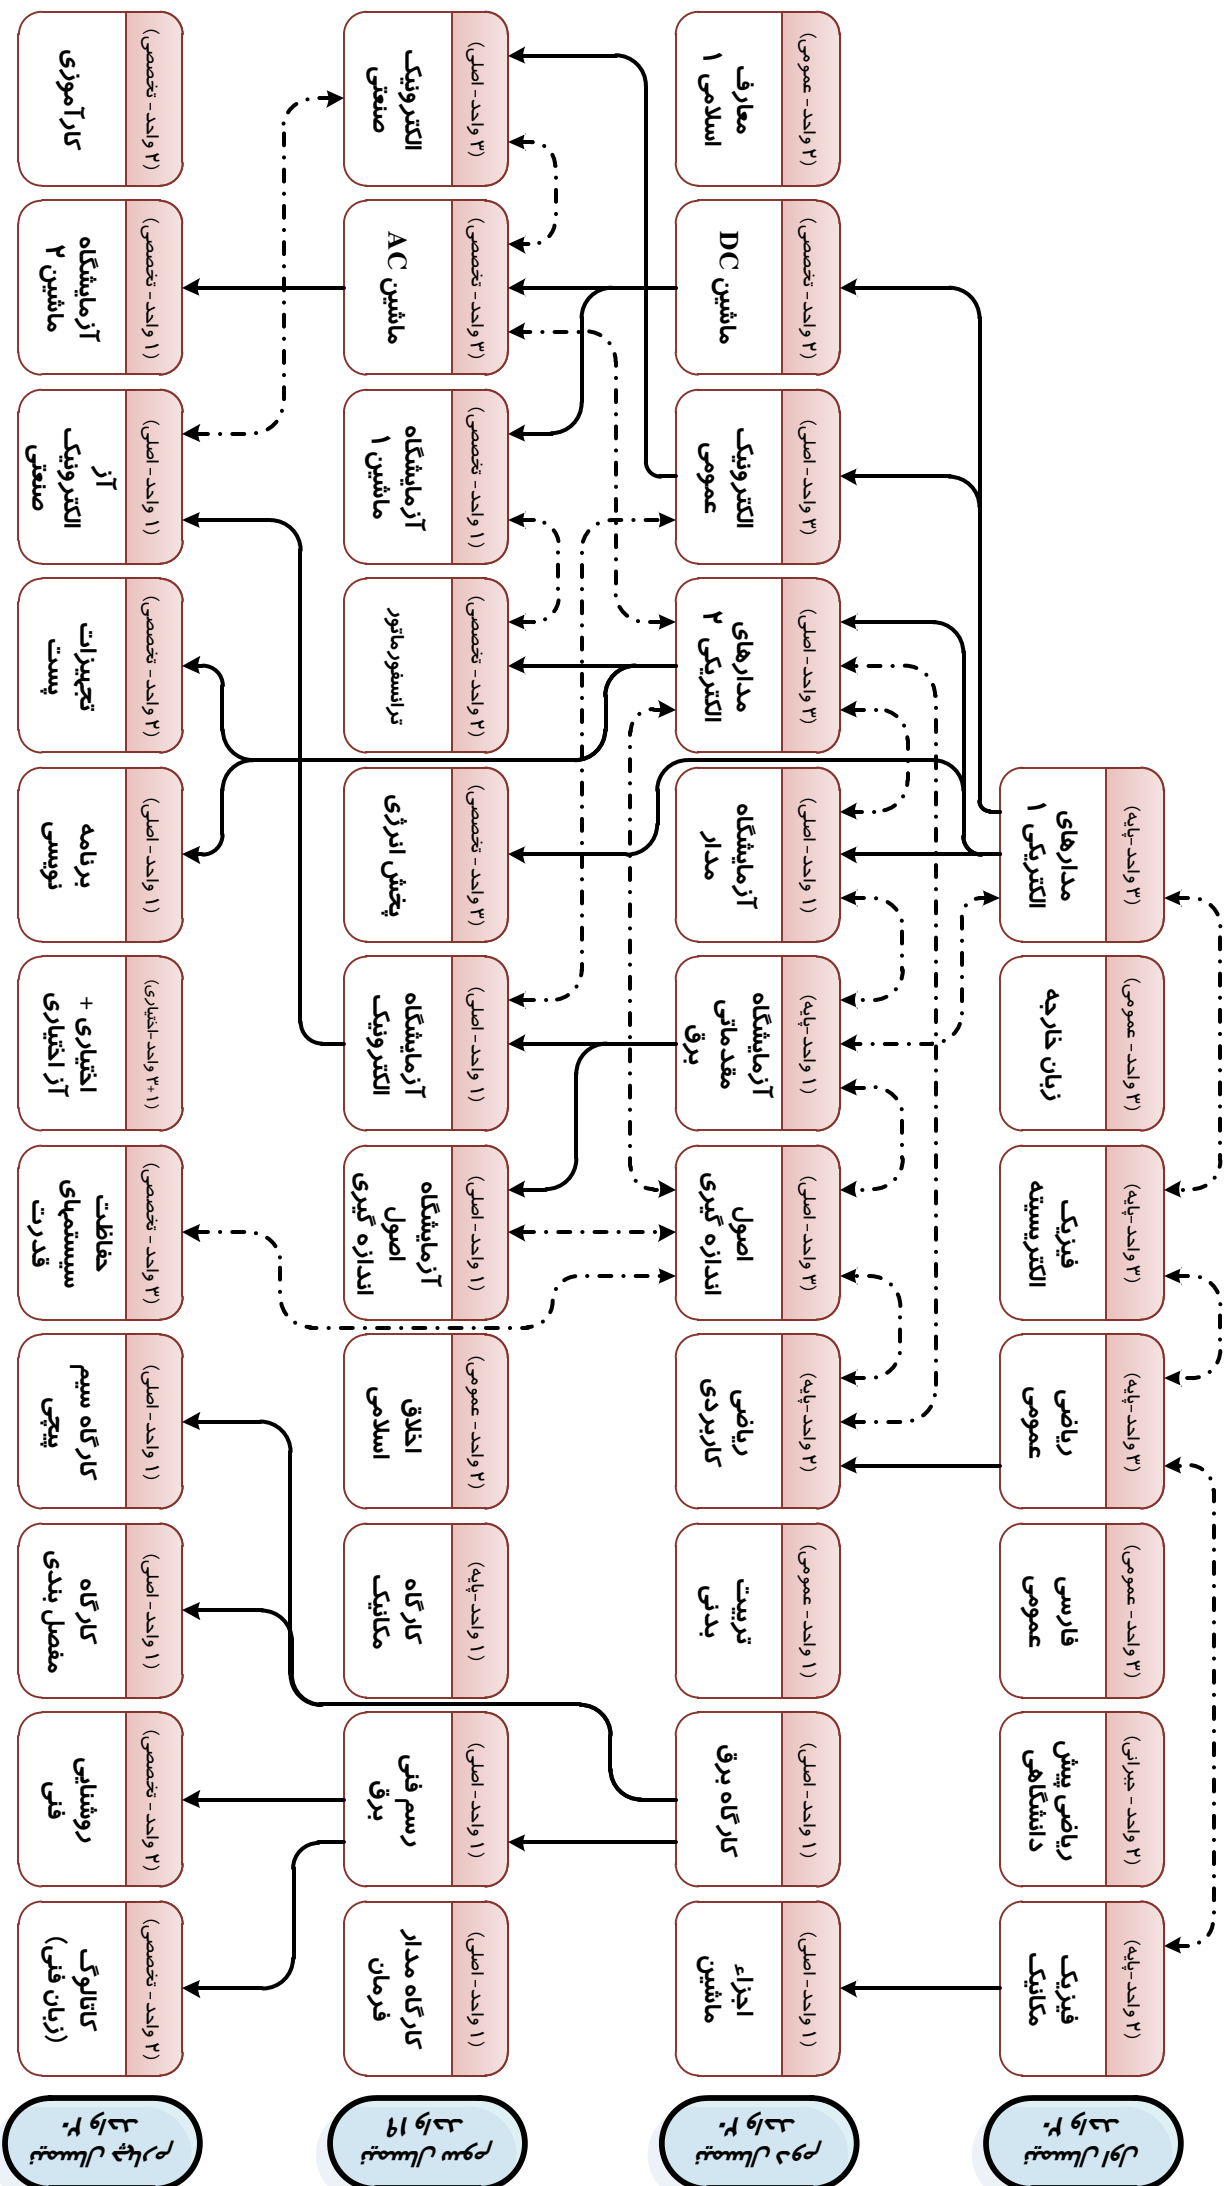 نیمسال اول
۲۰ واحد
(۳ واحد-پایه)
مدارهای
الکتریکی ۱
(۳ واحد- عمومی)
زبان خارجه
(۳ واحد-پایه)
فیزیک
الکتریسیته
(۳ واحد-پایه)
ریاضی
عمومی
(۳ واحد- عمومی)
فارسی
عمومی
(۲ واحد- جبرانی)
ریاضی پیش
دانشگاهی
(۲ واحد-پایه)
فیزیک
مکانیک
نیمسال دوم
۲۰ واحد
(۲ واحد- عمومی)
معارف
اسلامی ۱
(۲ واحد- تخصصی)
ماشین DC
(۳ واحد- اصلی)
الکترونیک
عمومی
(۳ واحد- اصلی)
مدارهای
الکتریکی ۲
(۱ واحد- اصلی)
آزمایشگاه
مدار
(۱ واحد-پایه)
آزمایشگاه
مقدماتی
برق
(۳ واحد- اصلی)
اصول
اندازه گیری
(۲ واحد-پایه)
ریاضی
کاربردی
(۱ واحد- عمومی)
تربیت
بدنی
(۱ واحد- اصلی)
کارگاه برق
(۱ واحد- اصلی)
اجزاء
ماشین
نیمسال سوم
۱۹ واحد
(۳ واحد- اصلی)
الکترونیک
صنعتی
(۳ واحد- تخصصی)
ماشین AC
(۱ واحد- تخصصی)
آزمایشگاه
ماشین ۱
(۲ واحد- تخصصی)
ترانسفورماتور
(۳ واحد- تخصصی)
پخش انرژی
(۱ واحد- اصلی)
آزمایشگاه
الکترونیک
(۱ واحد- اصلی)
آزمایشگاه
اصول
اندازه گیری
(۲ واحد- عمومی)
اخلاق
اسلامی
(۱ واحد-پایه)
کارگاه
مکانیک
(۱ واحد- اصلی)
رسم فنی
برق
(۱ واحد- اصلی)
کارگاه مدار
فرمان
نیمسال چهارم
۲۰ واحد
(۲ واحد- تخصصی)
کارآموزی
(۱ واحد- تخصصی)
آزمایشگاه
ماشین ۲
(۱ واحد- اصلی)
آز
الکترونیک
صنعتی
(۲ واحد- تخصصی)
تجهیزات
پست
(۱ واحد- اصلی)
برنامه
نویسی
(۱+۳ واحد-اختیاری)
اختیاری +
آز اختیاری
(۳ واحد- تخصصی)
حفاظت
سیستمهای
قدرت
(۱ واحد- اصلی)
کارگاه سیم
پیچی
(۱ واحد- اصلی)
کارگاه
مفصل بندی
(۲ واحد- تخصصی)
روشنایی
فنی
(۲ واحد- تخصصی)
کاتالوگ
(زبان فنی)